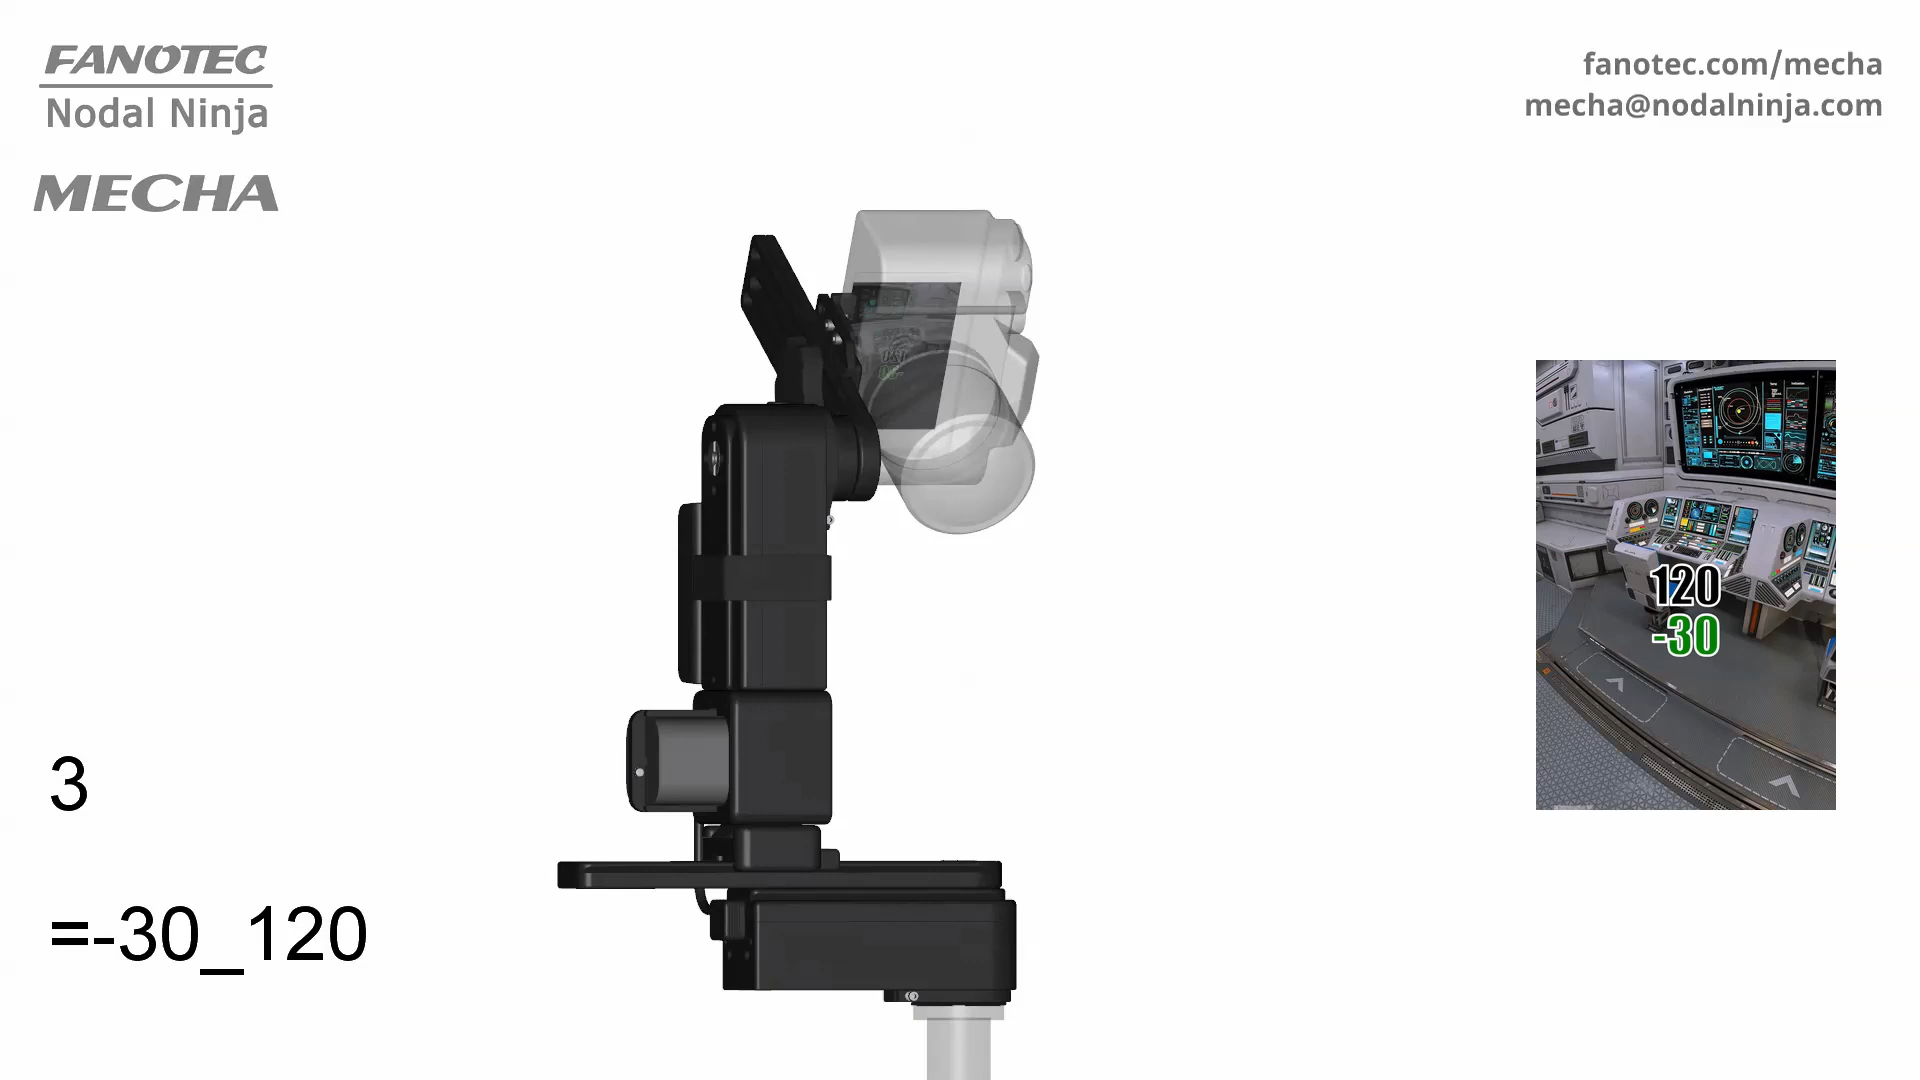 FANOTEC
Nodal Ninja
MECHA
fanotec.com/mecha
mecha@nodalninja.com
120
-30
3
=-30_120